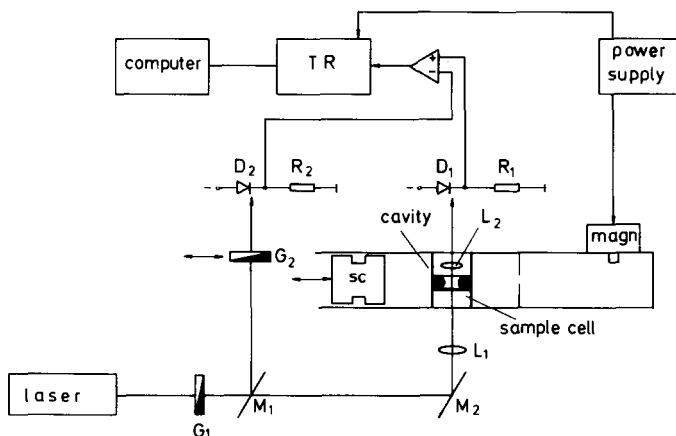 computer
T R
+
-
power
supply
D₂
R₂
D₁
R₁
-
-
cavity
L₂
magn
G₂
sc
sample cell
L₁
laser
M₁
M₂
G₁